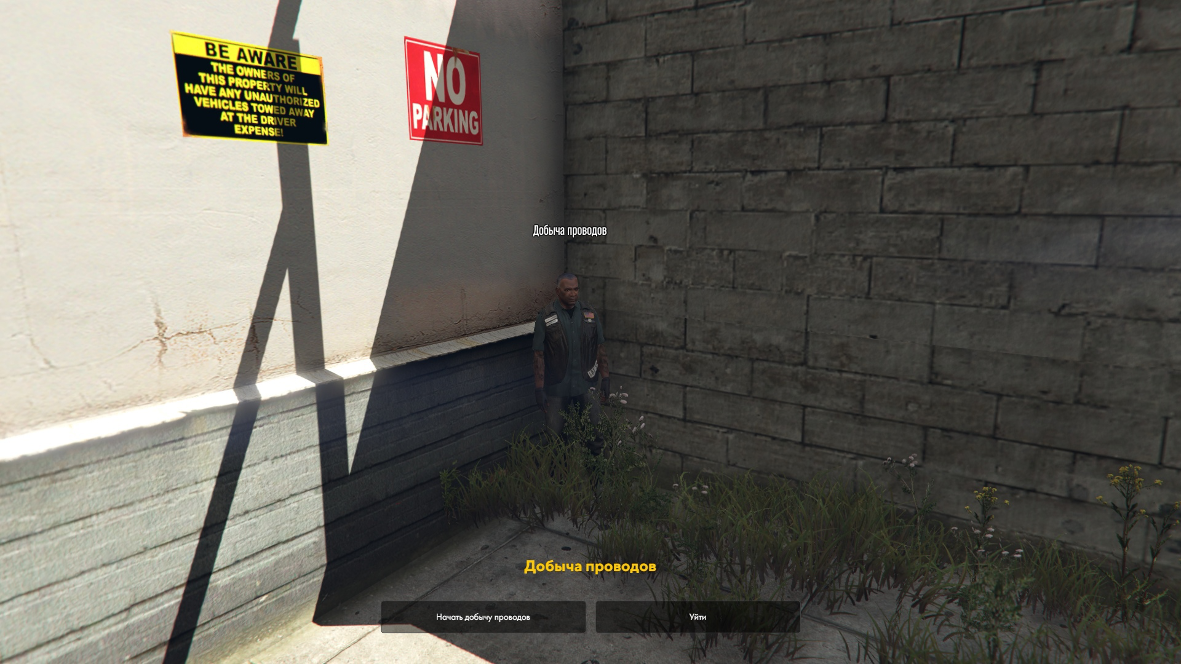 BE AWARE
THE OWNERS OF
THIS PROPERTY WILL
HAVE ANY UNAUTHORIZED
VEHICLES TOWED AWAY
AT THE DRIVER
EXPENSE!
NO
PARKING
Добыча проводов
Добыча проводов
Начать добычу проводов
Уйти